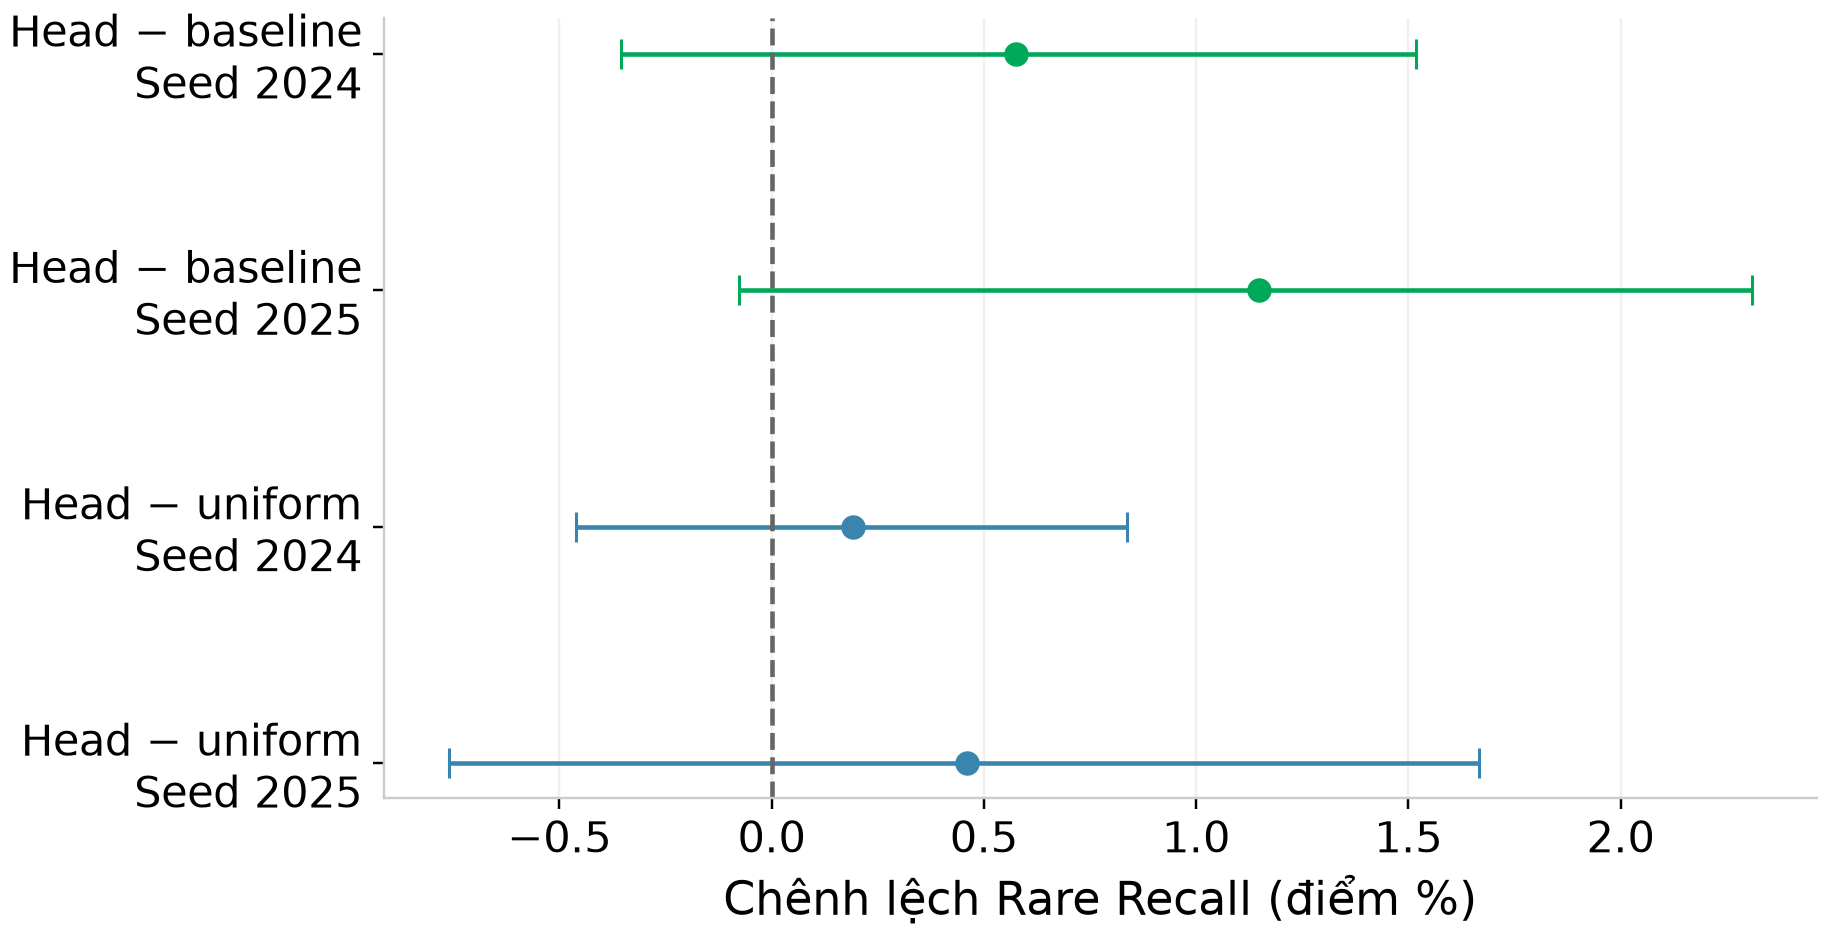 Head − baseline
Seed 2024
Head − baseline
Seed 2025
Head − uniform
Seed 2024
Head − uniform
Seed 2025
−0.5 0.0 0.5 1.0 1.5 2.0
Chênh lệch Rare Recall (điểm %)